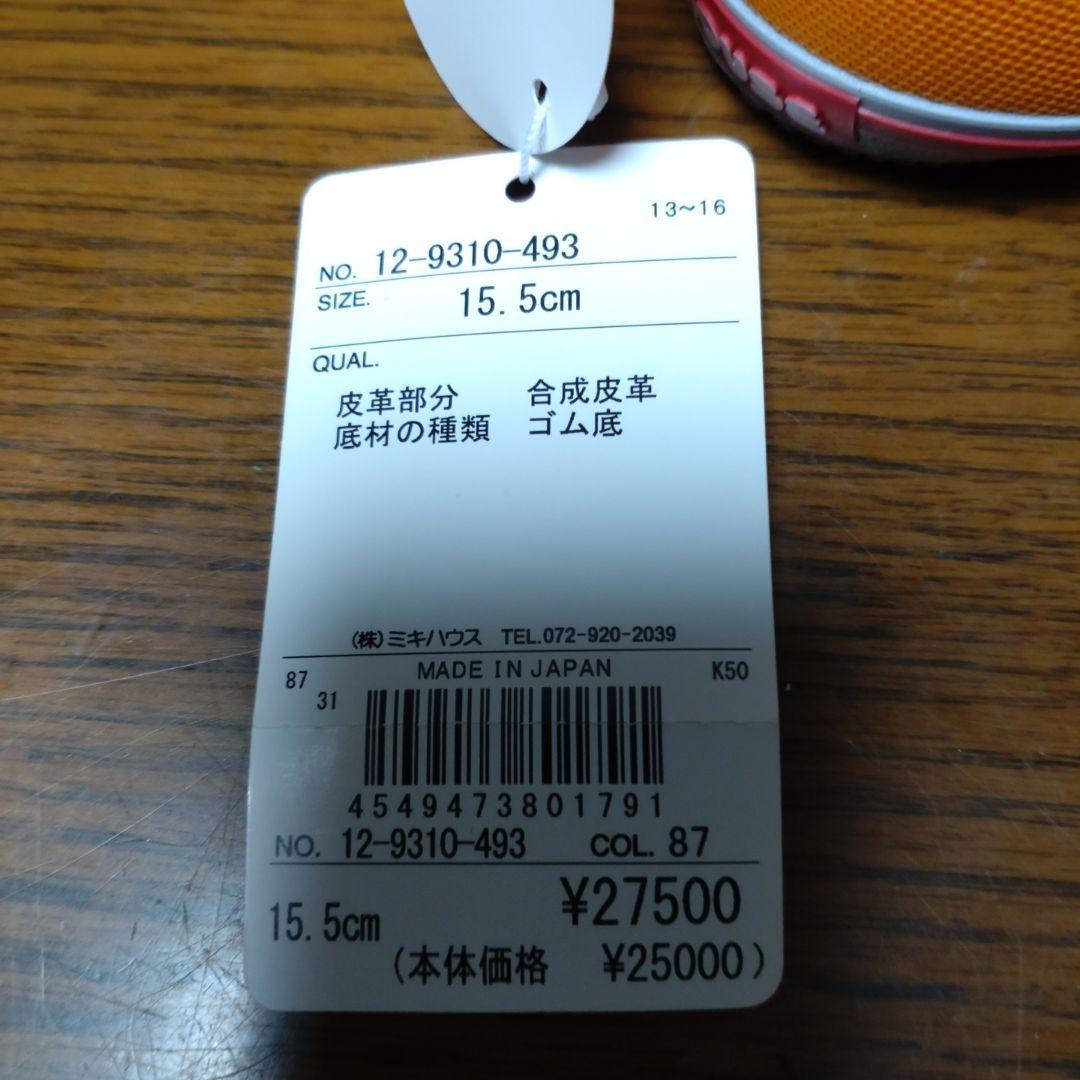 13~16
NO. 12-9310-493
SIZE. 15.5cm
QUAL.
皮革部分 合成皮革
底材の種類 ゴム底
(株)ミキハウス TEL.072-920-2039
87 MADE IN JAPAN K50
31
4549473801791
NO. 12-9310-493 COL. 87
15.5cm ¥27500
(本体価格 ¥25000)